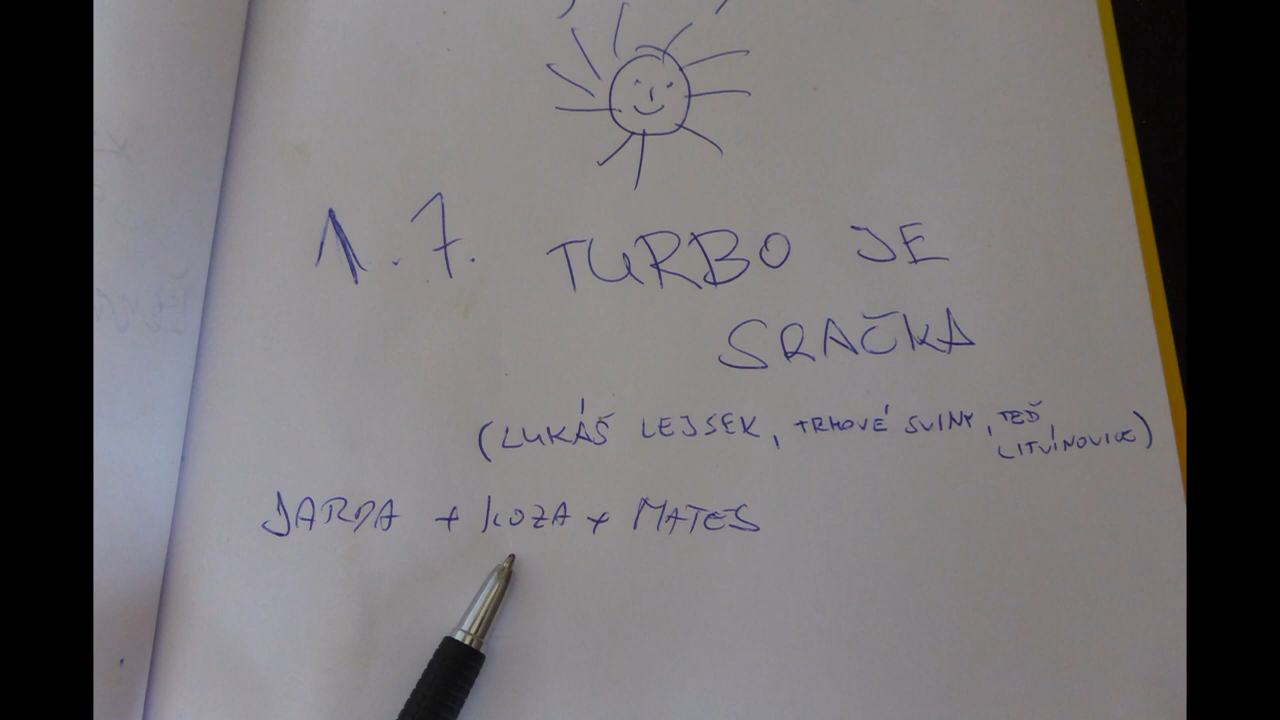 1.7. TURBO JE
SRAČKA
(LUKÁŠ LEJSEK, TRHOVÉ SVINY, TEĎ
LITVÍNOVICE)
JARDA + KOZA + MATES